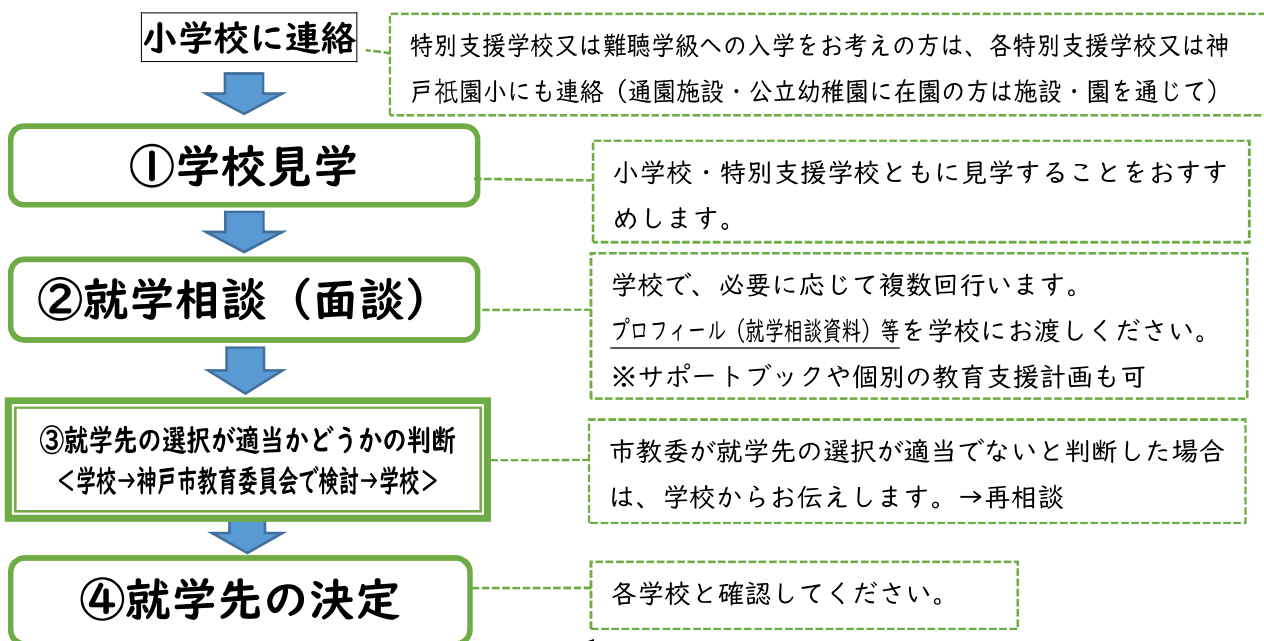 小学校に連絡
特別支援学校又は難聴学級への入学をお考えの方は、各特別支援学校又は神
戸祇園小にも連絡（通園施設・公立幼稚園に在園の方は施設・園を通じて）
①学校見学
小学校・特別支援学校ともに見学することをおすす
めします。
②就学相談（面談）
学校で、必要に応じて複数回行います。
プロフィール（就学相談資料）等を学校にお渡しください。
※サポートブックや個別の教育支援計画も可
③就学先の選択が適当かどうかの判断
＜学校→神戸市教育委員会で検討→学校＞
市教委が就学先の選択が適当でないと判断した場合
は、学校からお伝えします。→再相談
④就学先の決定
各学校と確認してください。